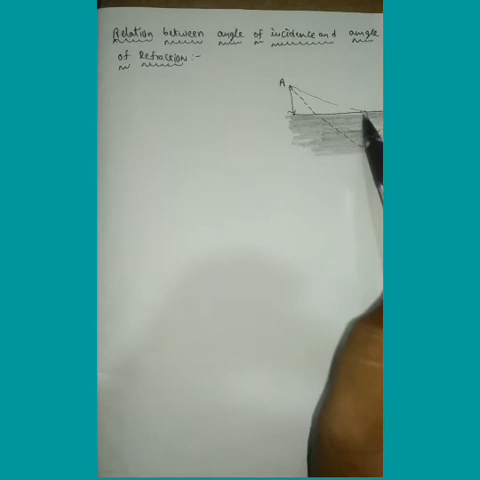 Relation between angle of incidence and angle
of Refraction :-
A